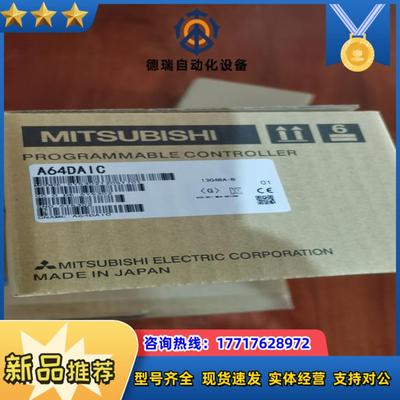 德瑞自动化设备
MITSUBISHI
6
PROGRAMMABLE CONTROLLER
A64DAIC
13G48A-B
01
<G>
CE
MITSUBISHI ELECTRIC CORPORATION
MADE IN JAPAN
咨询热线：17717628972
新品推荐
型号齐全 现货速发 实体经营 支持对公